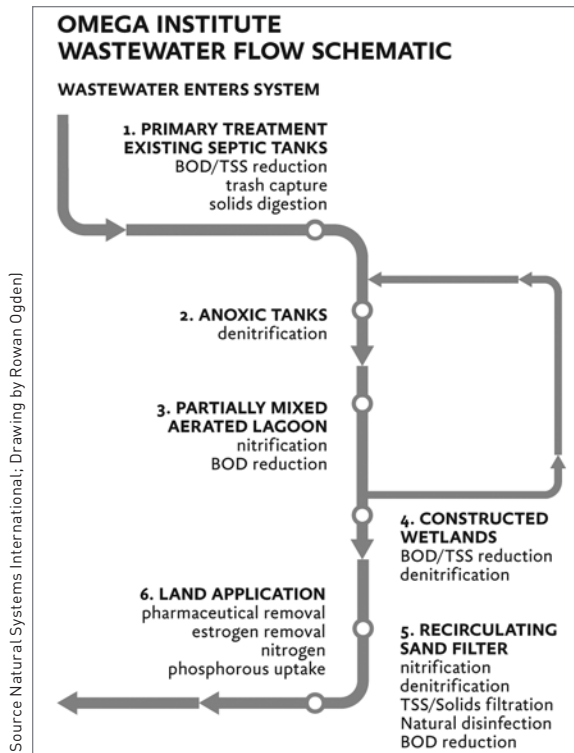 OMEGA INSTITUTE
WASTEWATER FLOW SCHEMATIC
WASTEWATER ENTERS SYSTEM
1. PRIMARY TREATMENT
EXISTING SEPTIC TANKS
BOD/TSS reduction
trash capture
solids digestion
2. ANOXIC TANKS
denitrification
3. PARTIALLY MIXED
AERATED LAGOON
nitrification
BOD reduction
4. CONSTRUCTED
WETLANDS
BOD/TSS reduction
denitrification
5. RECIRCULATING
SAND FILTER
nitrification
denitrification
TSS/Solids filtration
Natural disinfection
BOD reduction
6. LAND APPLICATION
pharmaceutical removal
estrogen removal
nitrogen
phosphorous uptake
Source Natural Systems International; Drawing by Rowan Ogden)